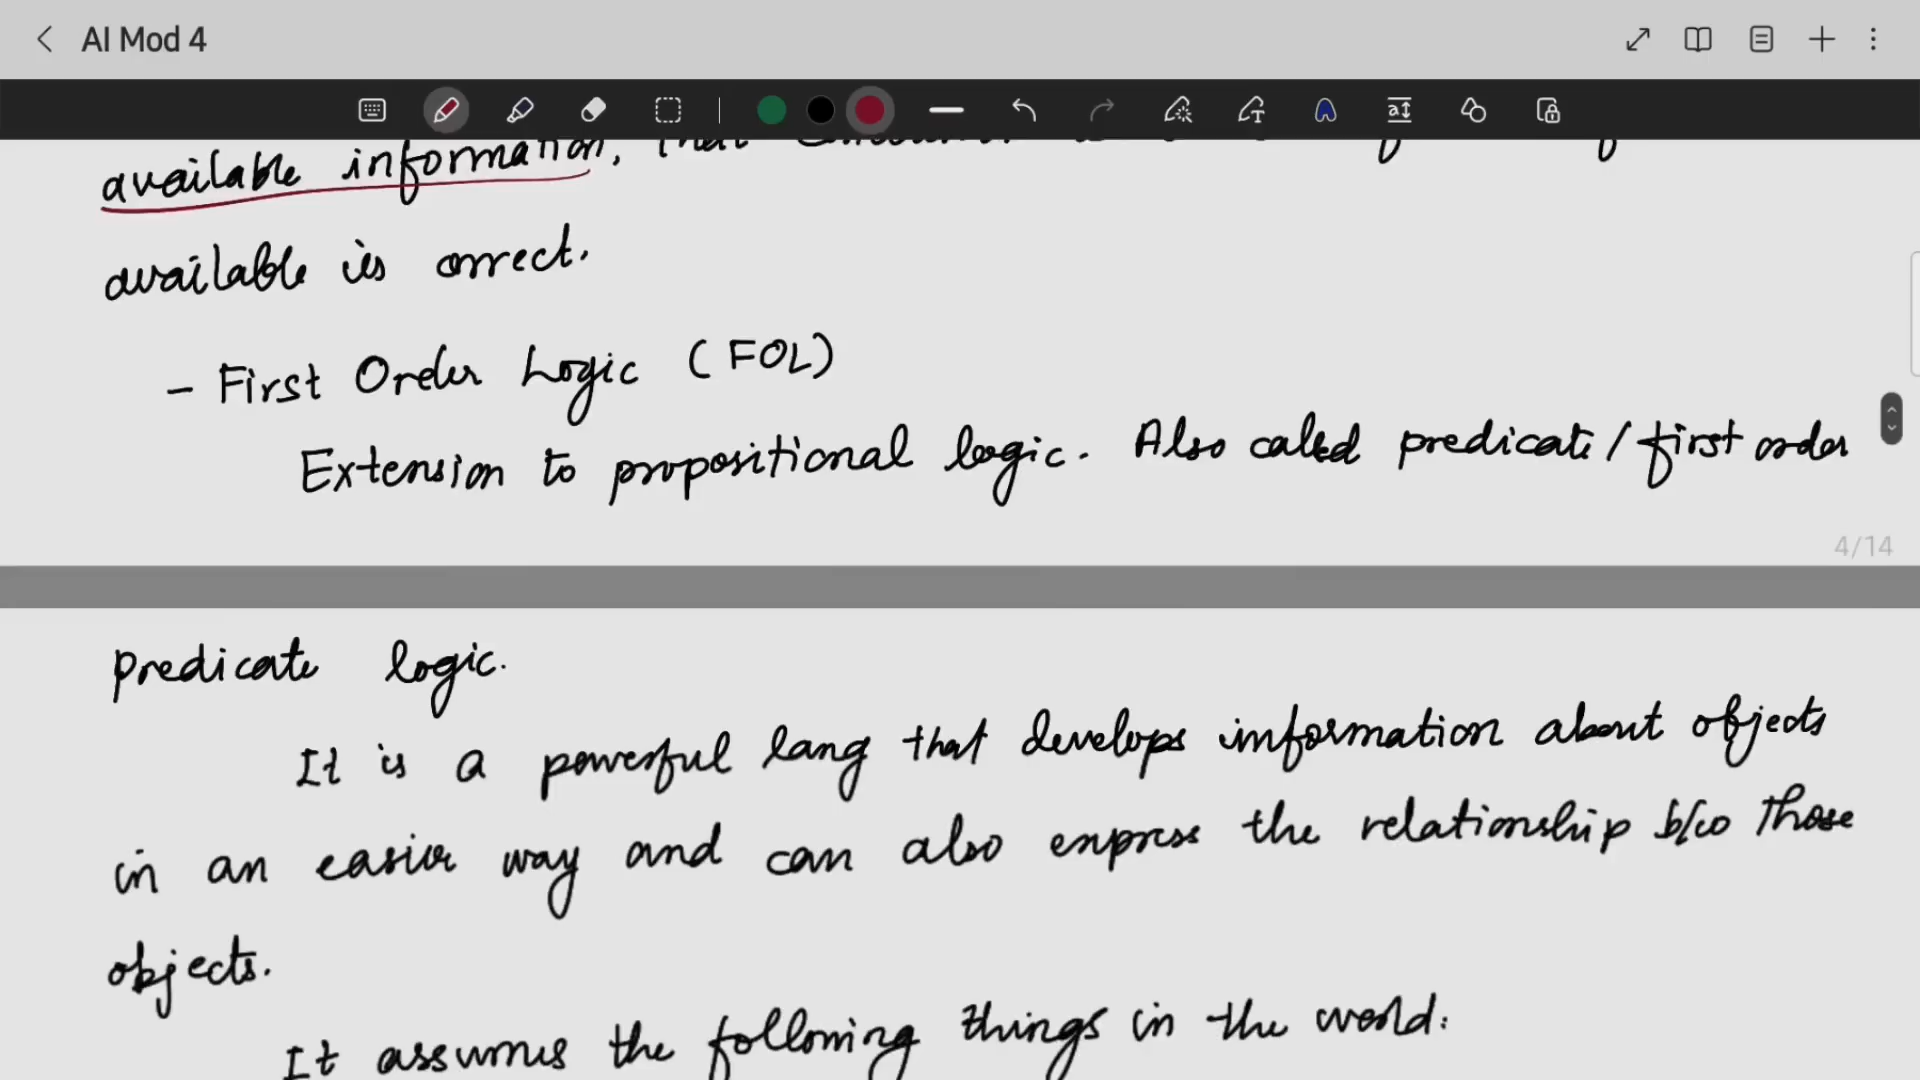 AI Mod 4
available information, that
available is correct.
- First Order Logic (FOL)
Extension to propositional logic. Also called predicate/first order
4/14
predicate logic.
It is a powerful lang that develops information about objects
in an easier way and can also express the relationship b/w those
objects.
It assumes the following things in the world: